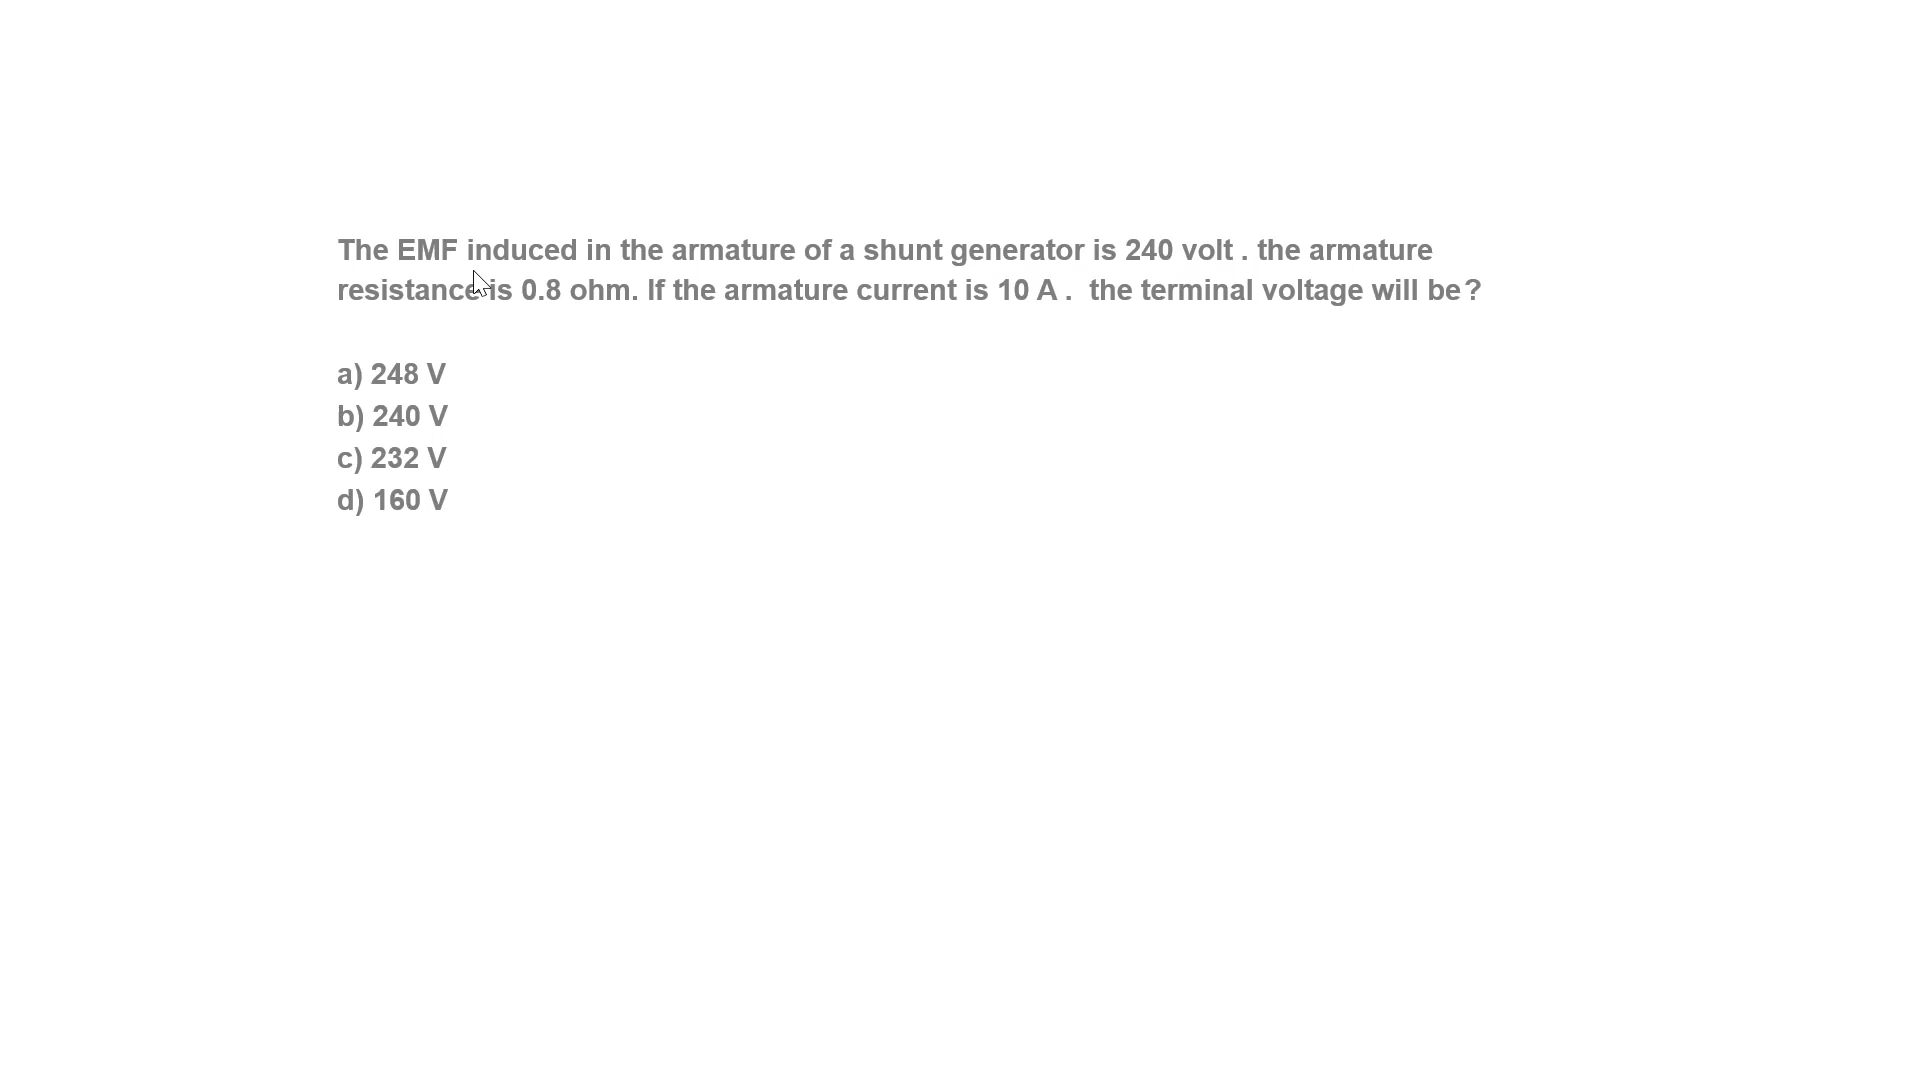 The EMF induced in the armature of a shunt generator is 240 volt . the armature
resistance is 0.8 ohm. If the armature current is 10 A .  the terminal voltage will be?
a) 248 V
b) 240 V
c) 232 V
d) 160 V